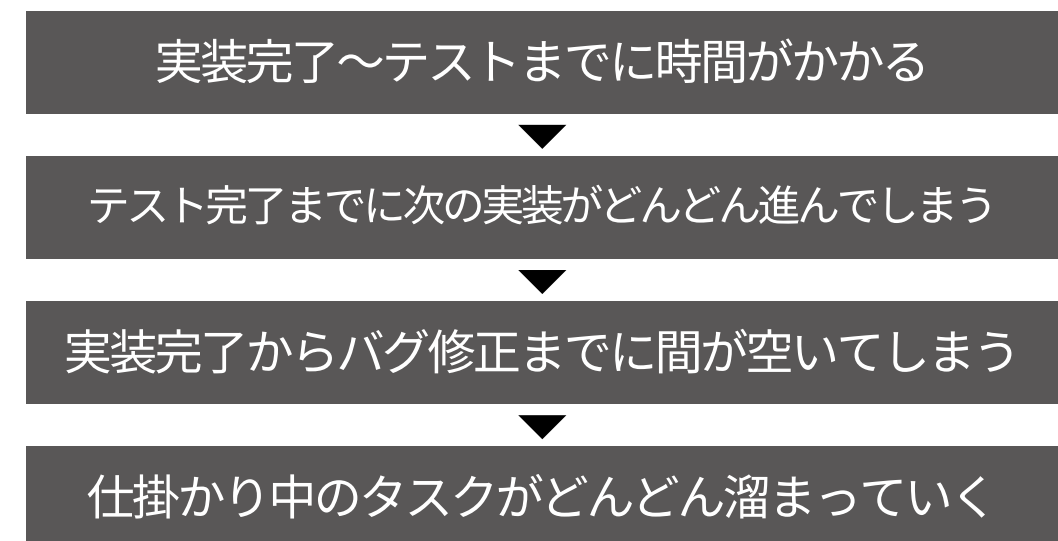 実装完了〜テストまでに時間がかかる
テスト完了までに次の実装がどんどん進んでしまう
実装完了からバグ修正までに間が空いてしまう
仕掛かり中のタスクがどんどん溜まっていく